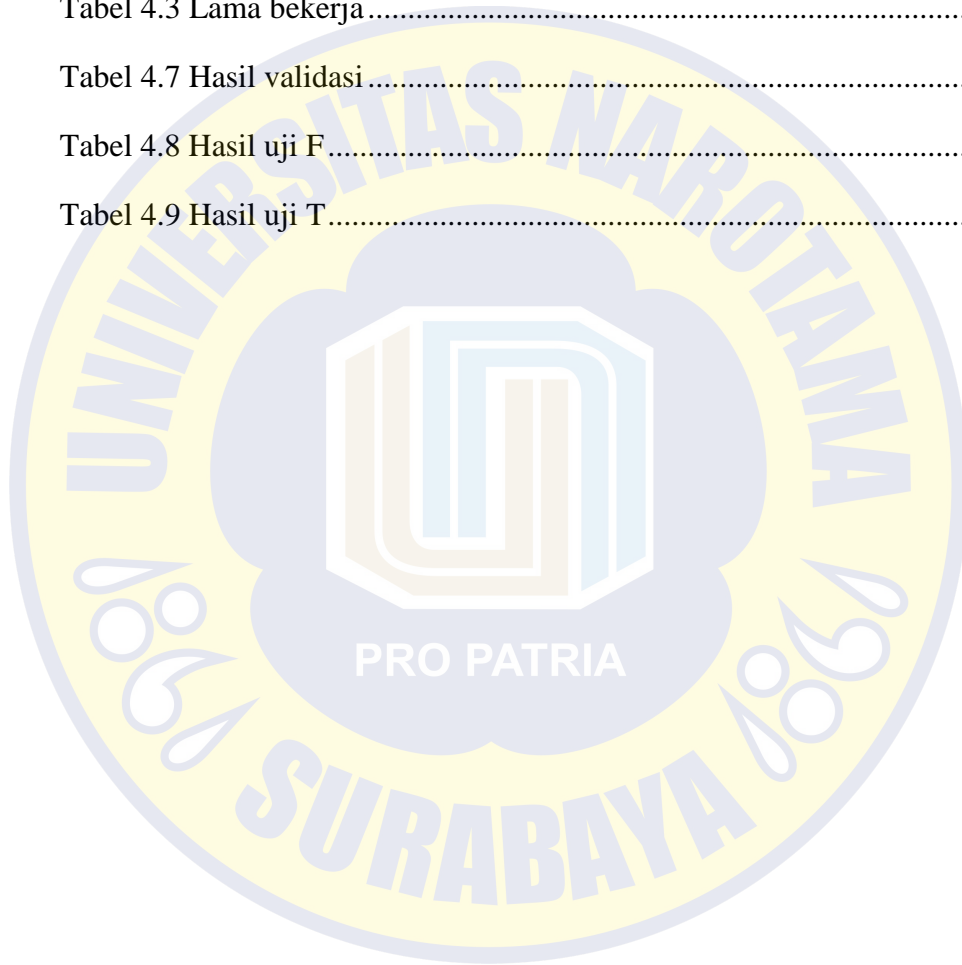 Tabel 4.3 Lama bekerja........................................................................
Tabel 4.7 Hasil validasi........................................................................
Tabel 4.8 Hasil uji F.............................................................................
Tabel 4.9 Hasil uji T.............................................................................
UNIVERSITAS NAROTAMA
PRO PATRIA
SURABAYA